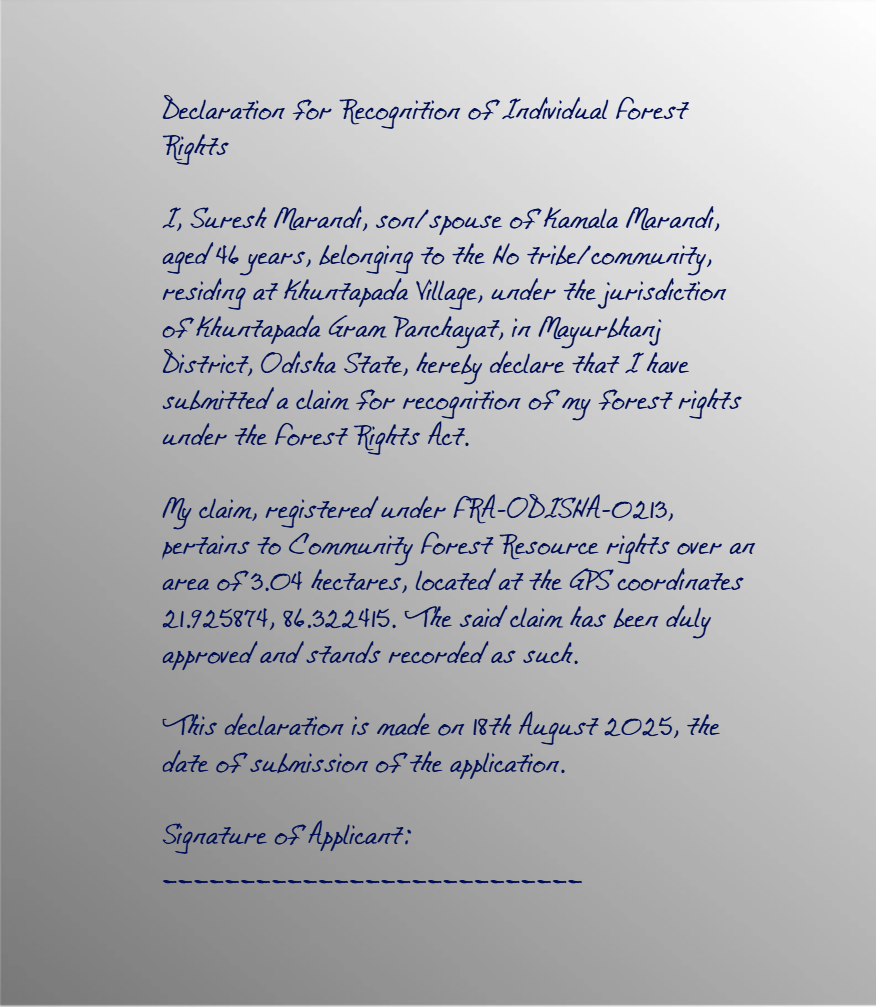 Declaration for Recognition of Individual Forest
Rights
I, Suresh Marandi, son/spouse of Kamala Marandi,
aged 46 years, belonging to the Ho tribe/community,
residing at Khuntapada Village, under the jurisdiction
of Khuntapada Gram Panchayat, in Mayurbhanj
District, Odisha State, hereby declare that I have
submitted a claim for recognition of my forest rights
under the Forest Rights Act.
My claim, registered under FRA-ODISHA-0213,
pertains to Community Forest Resource rights over an
area of 3.04 hectares, located at the GPS coordinates
21.925874, 86.322415. The said claim has been duly
approved and stands recorded as such.
This declaration is made on 18th August 2025, the
date of submission of the application.
Signature of Applicant:
___________________________